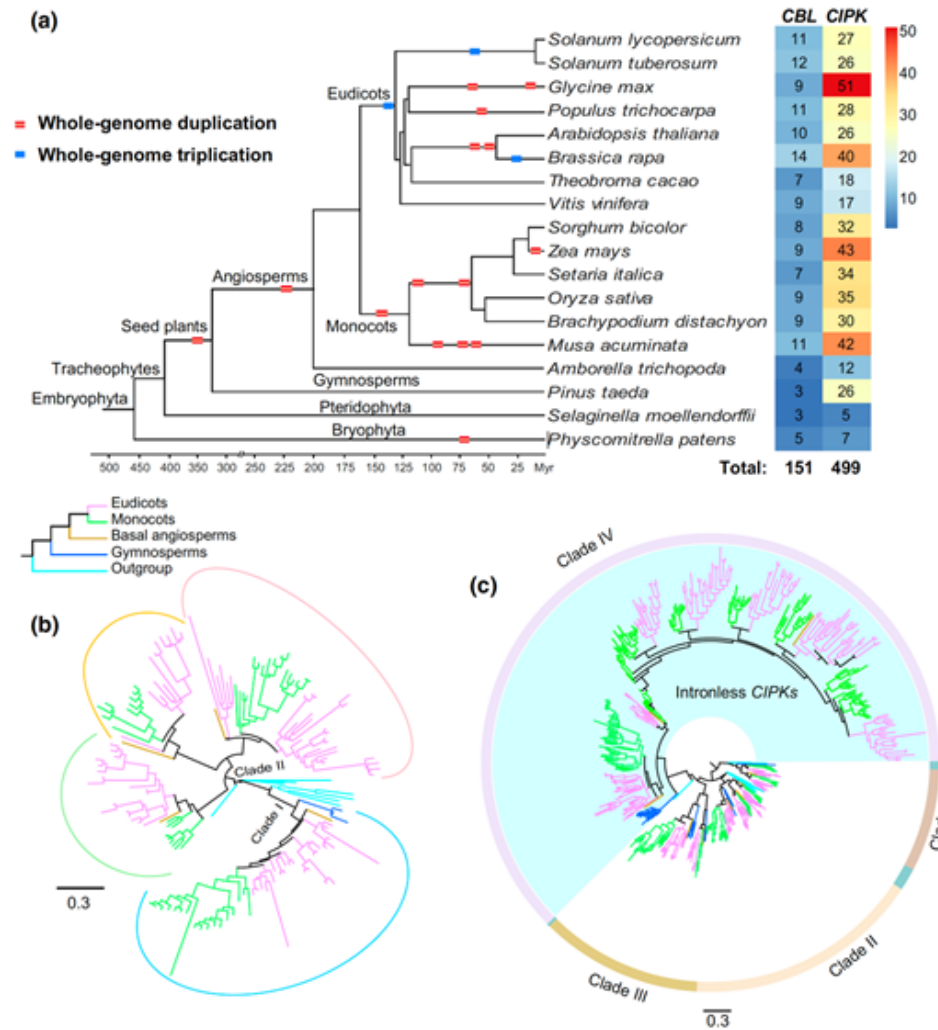 (a)
CBL CIPK
Whole-genome duplication
Whole-genome triplication
Eudicots
Angiosperms
Seed plants
Monocots
Tracheophytes
Gymnosperms
Embryophyta
Pteridophyta
Bryophyta
Solanum lycopersicum 11 27
Solanum tuberosum 12 26
Glycine max 9 51
Populus trichocarpa 11 28
Arabidopsis thaliana 10 26
Brassica rapa 14 40
Theobroma cacao 7 18
Vitis vinifera 9 17
Sorghum bicolor 8 32
Zea mays 9 43
Setaria italica 7 34
Oryza sativa 9 35
Brachypodium distachyon 9 30
Musa acuminata 11 42
Amborella trichopoda 4 12
Pinus taeda 3 26
Selaginella moellendorffii 3 5
Physcomitrella patens 5 7
Total: 151 499
50
40
30
20
10
500 450 400 350 300 250 200 175 150 125 100 75 50 25 Myr
Eudicots
Monocots
Basal angiosperms
Gymnosperms
Outgroup
(b)
Clade II
Clade I
0.3
(c)
Clade IV
Intronless CIPKs
Clade III
Clade II
0.3